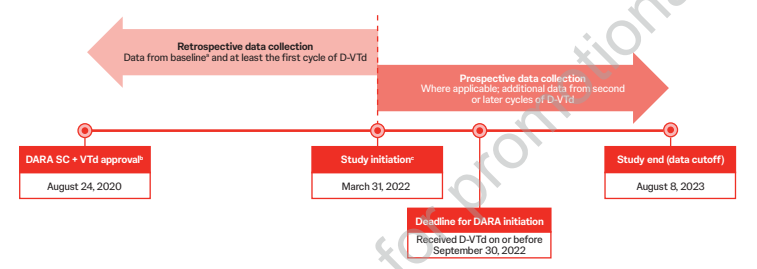 Retrospective data collection
Data from baselineᵃ and at least the first cycle of D-VTd
Prospective data collection
Where applicable; additional data from second
or later cycles of D-VTd
DARA SC + VTd approvalᵇ
August 24, 2020
Study initiationᶜ
March 31, 2022
Deadline for DARA initiation
Received D-VTd on or before
September 30, 2022
Study end (data cutoff)
August 8, 2023
for promotional